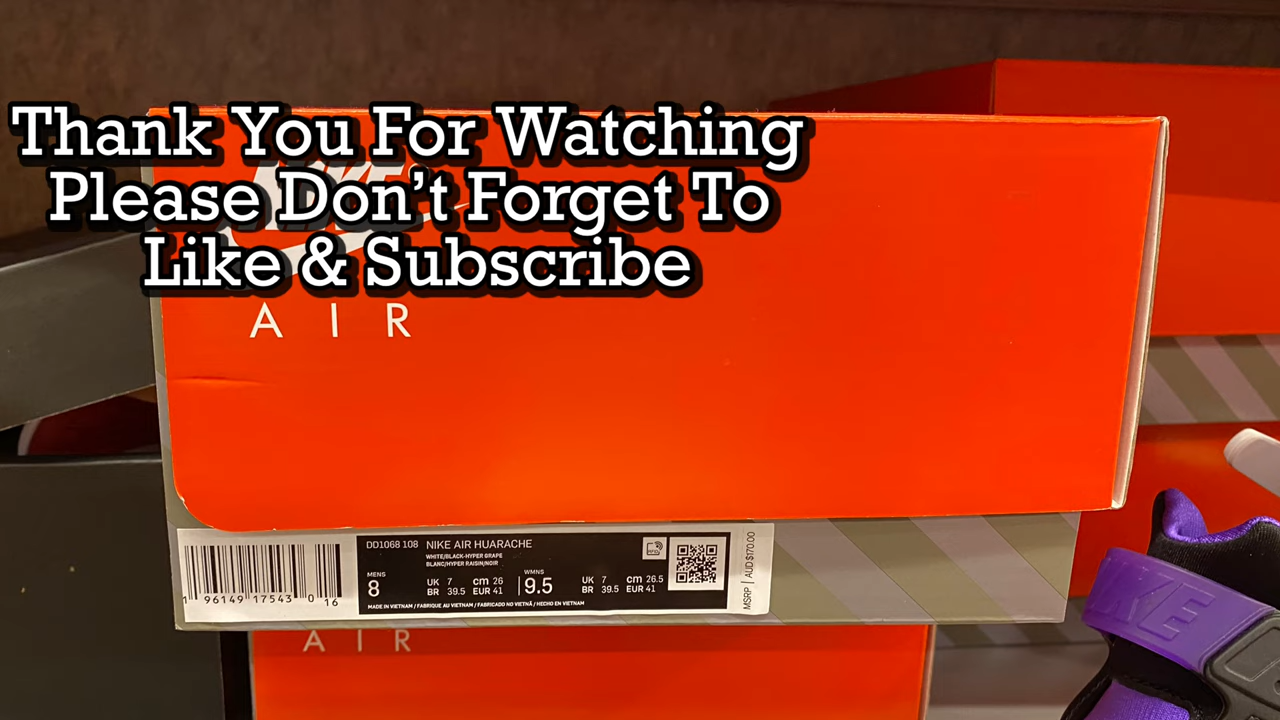 Thank You For Watching
Please Don’t Forget To
Like & Subscribe
NIKE
AIR
DD1068 108 NIKE AIR HUARACHE
WHITE/BLACK-HYPER GRAPE
BLANC/HYPER RAISIN/NOIR
MENS
8
UK 7 cm 26
BR 39.5 EUR 41
WMNS
9.5
UK 7 cm 26.5
BR 39.5 EUR 41
MADE IN VIETNAM / FABRIQUE AU VIETNAM / FABRICADO NO VIETNÃ / HECHO EN VIETNAM
1 96149 17543 0 16
RFID
MSRP | AUD $170.00
AIR
NIKE